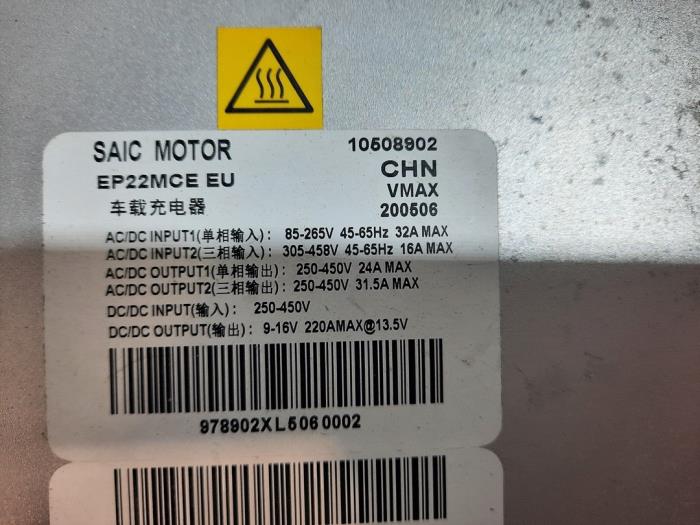 SAIC MOTOR 10508902
EP22MCE EU CHN
VMAX
车载充电器 200506
AC/DC INPUT1(单相输入): 85-265V 45-65Hz 32A MAX
AC/DC INPUT2(三相输入): 305-458V 45-65Hz 16A MAX
AC/DC OUTPUT1(单相输出): 250-450V 24A MAX
AC/DC OUTPUT2(三相输出): 250-450V 31.5A MAX
DC/DC INPUT(输入): 250-450V
DC/DC OUTPUT(输出): 9-16V 220AMAX@13.5V
978902XL5060002